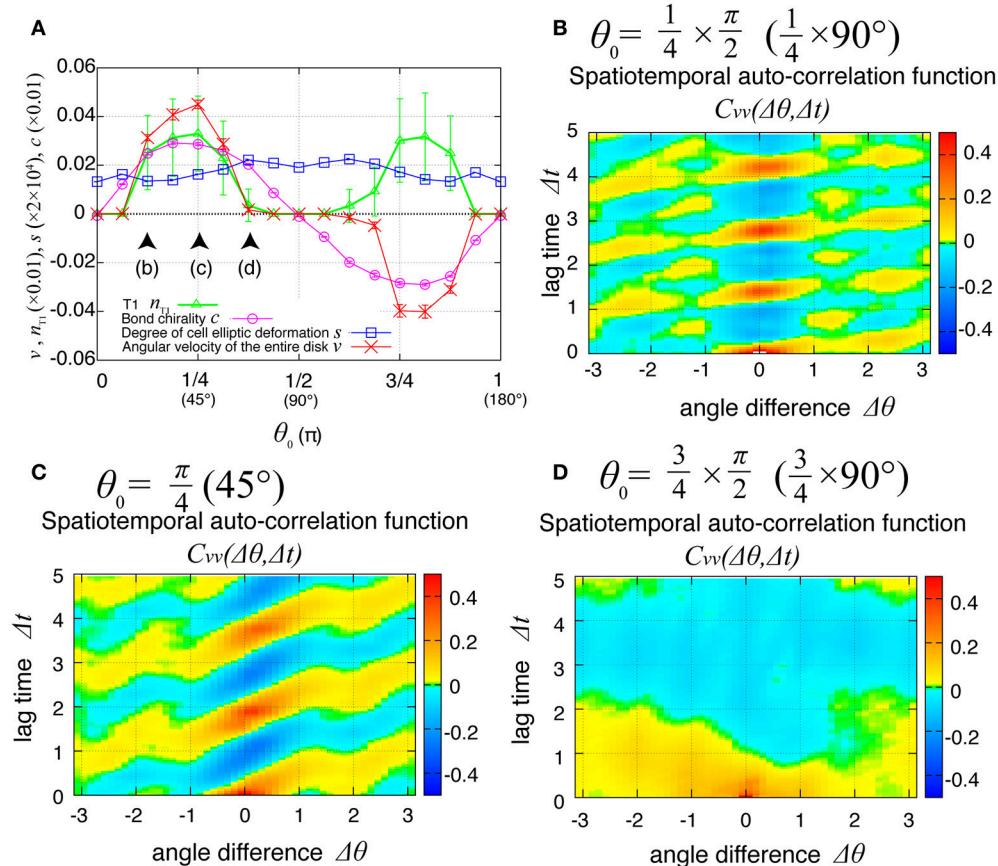 A
v , n_T1 (×0.01), s (×2×10⁴), c (×0.01)
0.06
0.04
0.02
0
-0.02
-0.04
-0.06
(b) (c) (d)
T1 n_T1
Bond chirality c
Degree of cell elliptic deformation s
Angular velocity of the entire disk v
0 1/4 1/2 3/4 1
(45°) (90°) (180°)
θ₀ (π)
B
θ₀ = 1/4 × π/2 (1/4 × 90°)
Spatiotemporal auto-correlation function
Cvv(Δθ,Δt)
lag time Δt
5
4
3
2
1
0
-3 -2 -1 0 1 2 3
angle difference Δθ
0.4
0.2
0
-0.2
-0.4
C
θ₀ = π/4 (45°)
Spatiotemporal auto-correlation function
Cvv(Δθ,Δt)
lag time Δt
5
4
3
2
1
0
-3 -2 -1 0 1 2 3
angle difference Δθ
0.4
0.2
0
-0.2
-0.4
D
θ₀ = 3/4 × π/2 (3/4 × 90°)
Spatiotemporal auto-correlation function
Cvv(Δθ,Δt)
lag time Δt
5
4
3
2
1
0
-3 -2 -1 0 1 2 3
angle difference Δθ
0.4
0.2
0
-0.2
-0.4